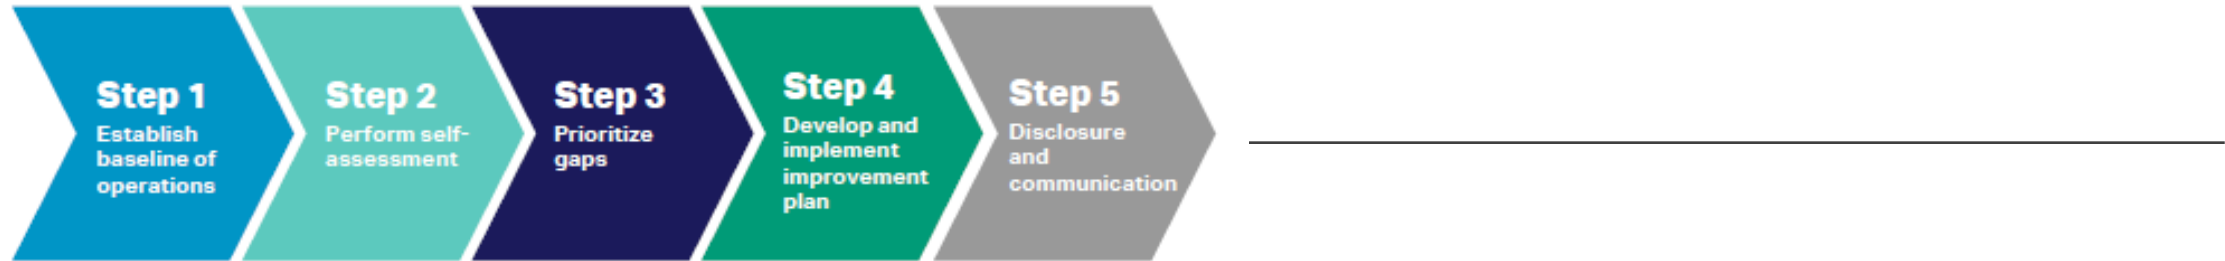 Step 1
Establish
baseline of
operations
Step 2
Perform self-
assessment
Step 3
Prioritize
gaps
Step 4
Develop and
implement
improvement
plan
Step 5
Disclosure
and
communication